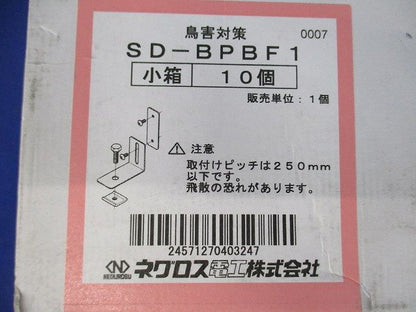 鳥害対策
0007
SD-BPBF1
小箱 10個
販売単位:1個
注意
取付けピッチは250mm
以下です。
飛散の恐れがあります。
24571270403247
NEGUROSU
ネグロス電工株式会社